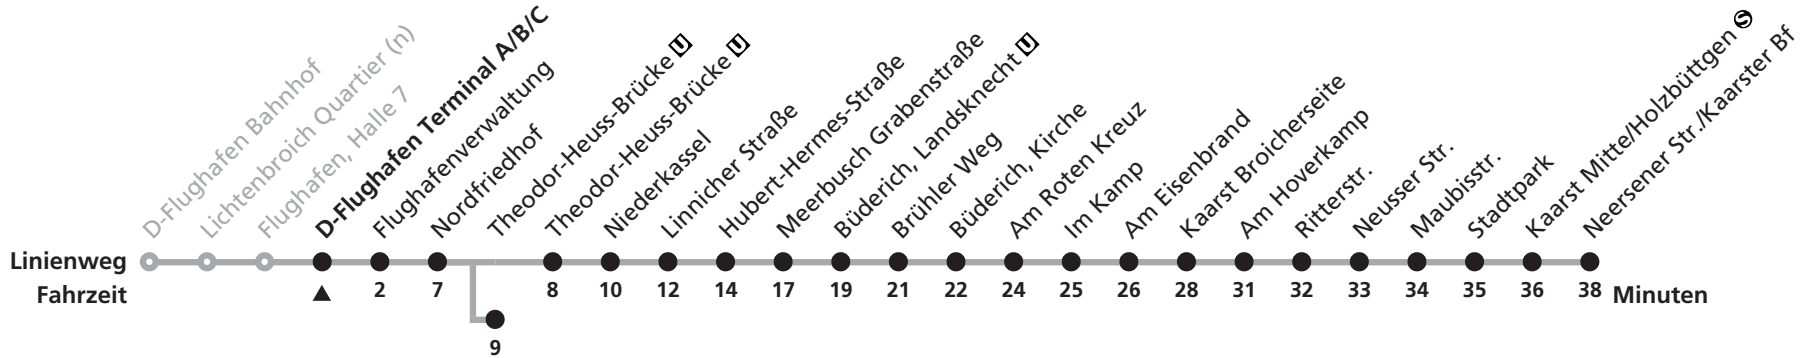 D-Flughafen Bahnhof
Lichtenbroich Quartier (n)
Flughafen, Halle 7
D-Flughafen Terminal A/B/C
Flughafenverwaltung
Nordfriedhof
Theodor-Heuss-Brücke U
Theodor-Heuss-Brücke U
Niederkassel
Linnicher Straße
Hubert-Hermes-Straße
Meerbusch Grabenstraße
Büderich, Landsknecht U
Brühler Weg
Büderich, Kirche
Am Roten Kreuz
Im Kamp
Am Eisenbrand
Kaarst Broicherseite
Am Hoverkamp
Ritterstr.
Neusser Str.
Maubisstr.
Stadtpark
Kaarst Mitte/Holzbüttgen S
Neersener Str./Kaarster Bf
Linienweg
Fahrzeit 2 7 8 10 12 14 17 19 21 22 24 25 26 28 31 32 33 34 35 36 38 Minuten
9